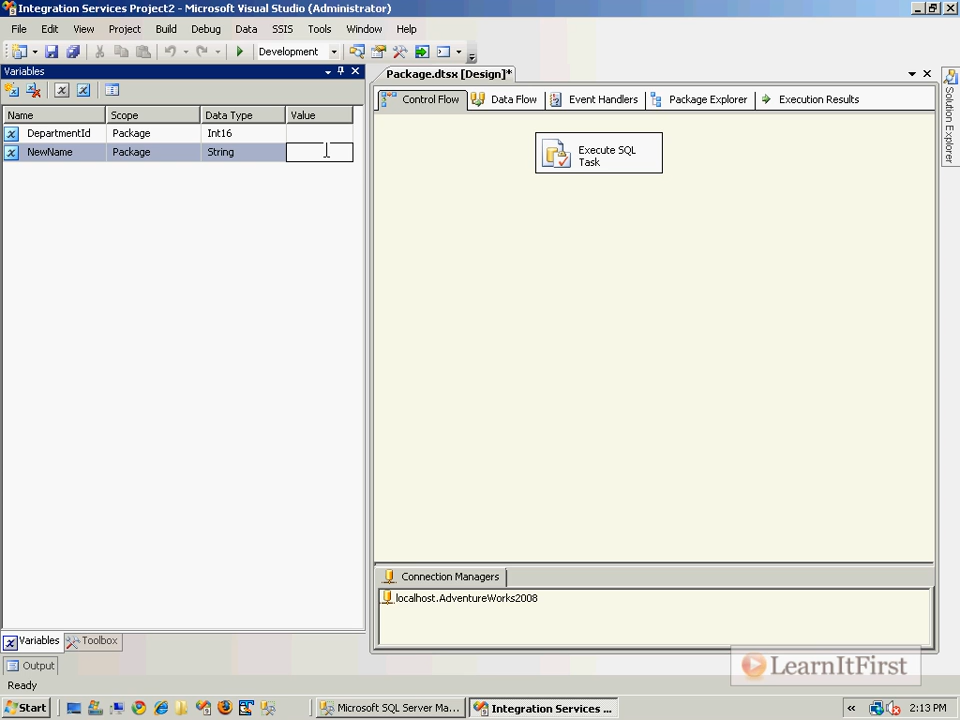 Integration Services Project2 - Microsoft Visual Studio (Administrator)
File Edit View Project Build Debug Data SSIS Tools Window Help
Development
Variables
Package.dtsx [Design]*
Control Flow Data Flow Event Handlers Package Explorer Execution Results
Name Scope Data Type Value
DepartmentId Package Int16
NewName Package String
Execute SQL
Task
Solution Explorer
Connection Managers
localhost.AdventureWorks2008
Variables Toolbox
Output
LearnItFirst
Ready
Start Microsoft SQL Server Ma... Integration Services ... « 2:13 PM